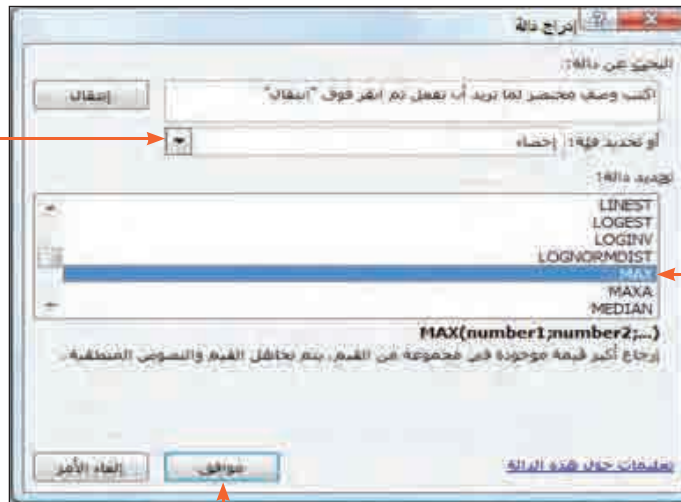 إدراج دالة
البحث عن دالة:
اكتب وصف مختصر لما تريد أن تفعل ثم انقر فوق "انتقال"
انتقال
أو تحديد فئة: إحصاء
تحديد دالة:
LINEST
LOGEST
LOGINV
LOGNORMDIST
MAX
MAXA
MEDIAN
MAX(number1;number2;...)
إرجاع أكبر قيمة موجودة في مجموعة من القيم. يتم تجاهل القيم والنصوص المنطقية.
تعليمات حول هذه الدالة
موافق
إلغاء الأمر